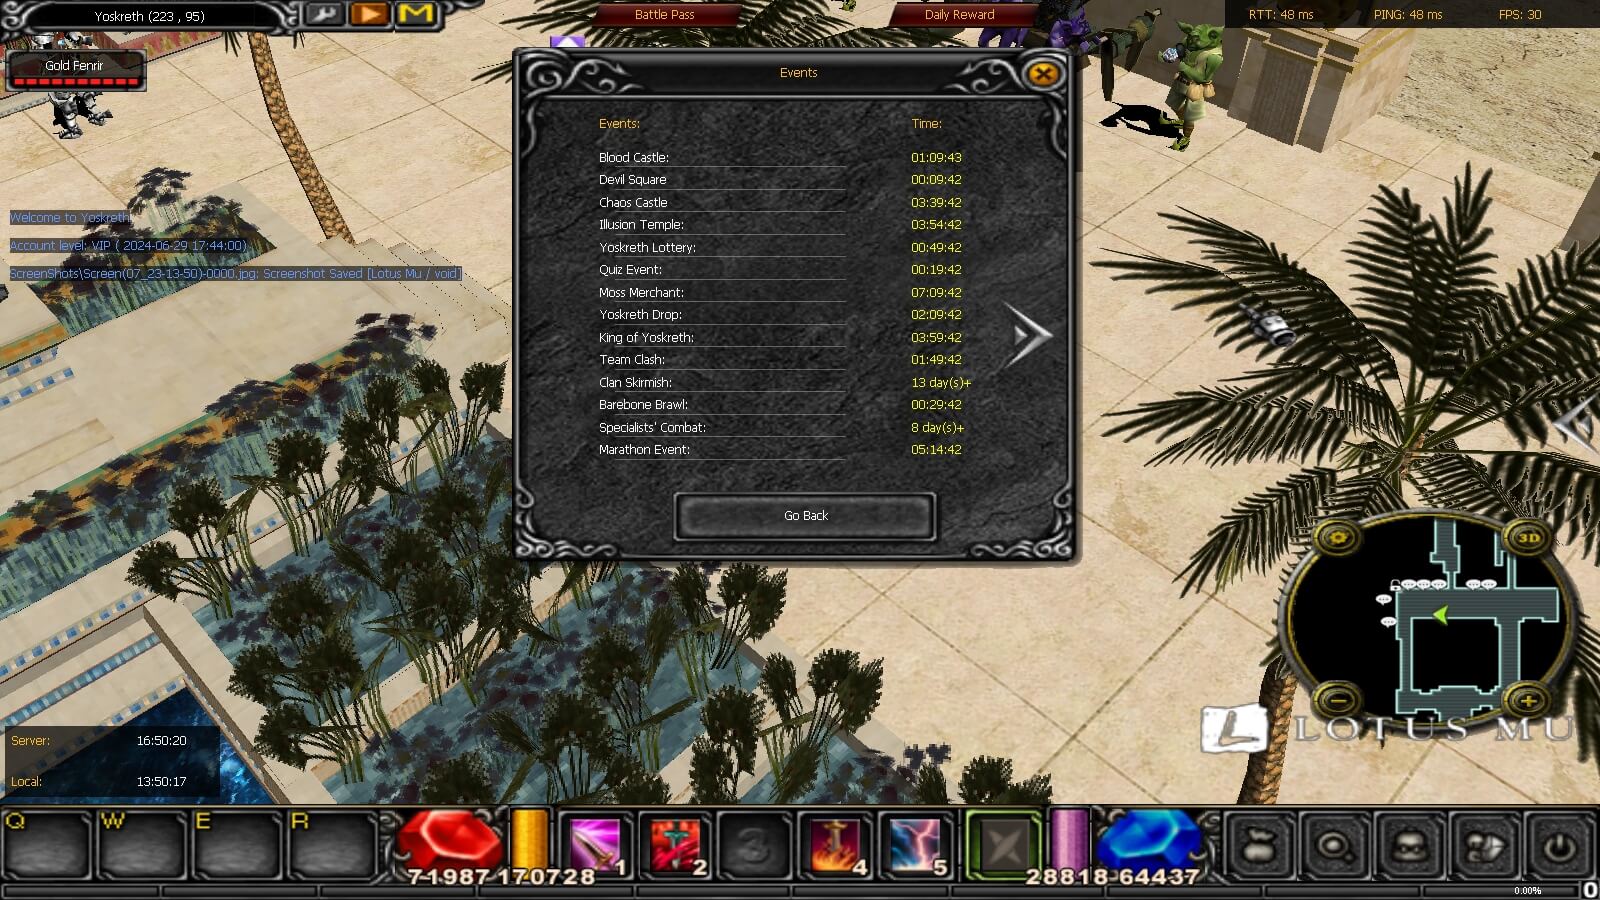 Yoskreth (223 , 95)
Battle Pass
Daily Reward
RTT: 48 ms
PING: 48 ms
FPS: 30
Gold Fenrir
Events
Events:
Time:
Blood Castle:
01:09:43
Devil Square
00:09:42
Chaos Castle
03:39:42
Illusion Temple:
03:54:42
Yoskreth Lottery:
00:49:42
Quiz Event:
00:19:42
Moss Merchant:
07:09:42
Yoskreth Drop:
02:09:42
King of Yoskreth:
03:59:42
Team Clash:
01:49:42
Clan Skirmish:
13 day(s)+
Barebone Brawl:
00:29:42
Specialists' Combat:
8 day(s)+
Marathon Event:
05:14:42
Go Back
Welcome to Yoskreth
Account level: VIP ( 2024-06-29 17:44:00)
ScreenShots\Screen(07_23-13-50)-0000.jpg: Screenshot Saved [Lotus Mu / void]
3D
LOTUS MU
Server:
16:50:20
Local:
13:50:17
Q
W
E
R
71987
170728
1
2
3
4
5
28818
64437
0.00%
0